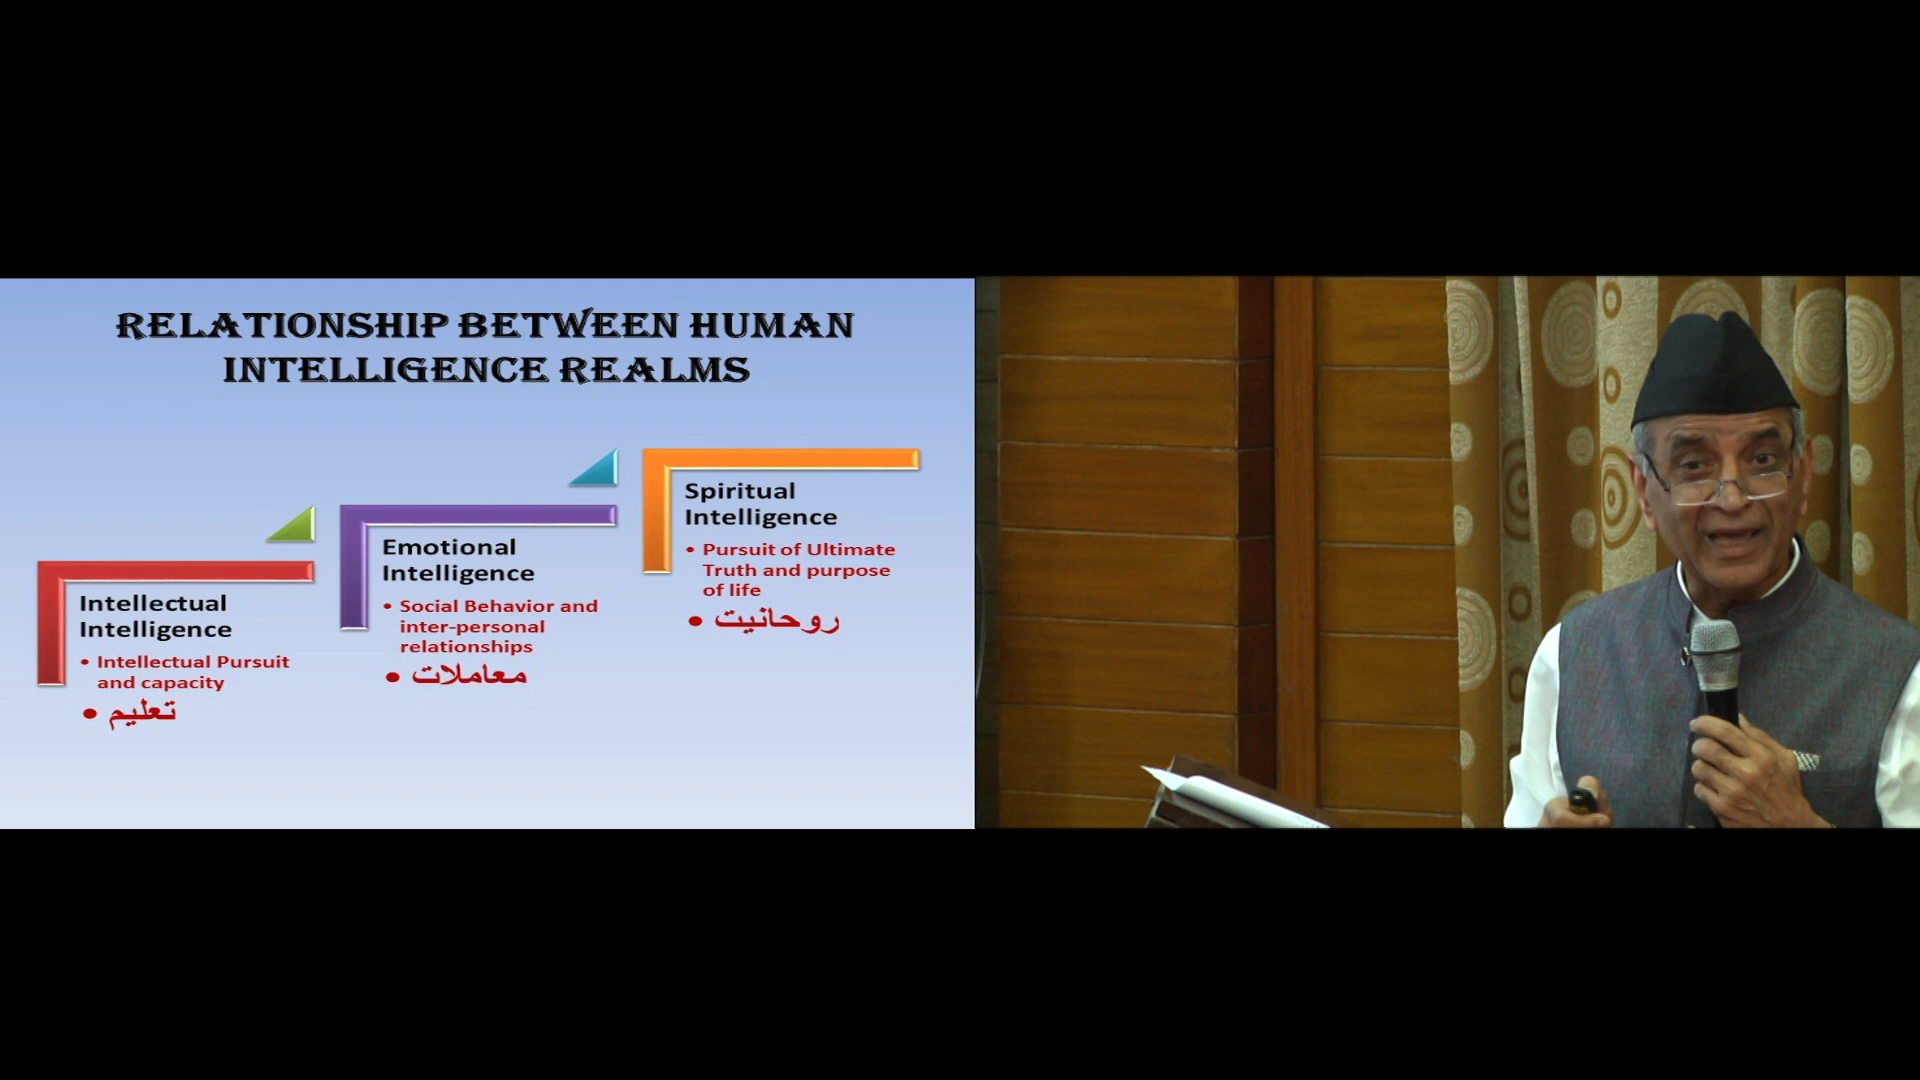 RELATIONSHIP BETWEEN HUMAN
INTELLIGENCE REALMS
Intellectual
Intelligence
• Intellectual Pursuit
and capacity
• تعلیم
Emotional
Intelligence
• Social Behavior and
inter-personal
relationships
• معاملات
Spiritual
Intelligence
• Pursuit of Ultimate
Truth and purpose
of life
• روحانیت